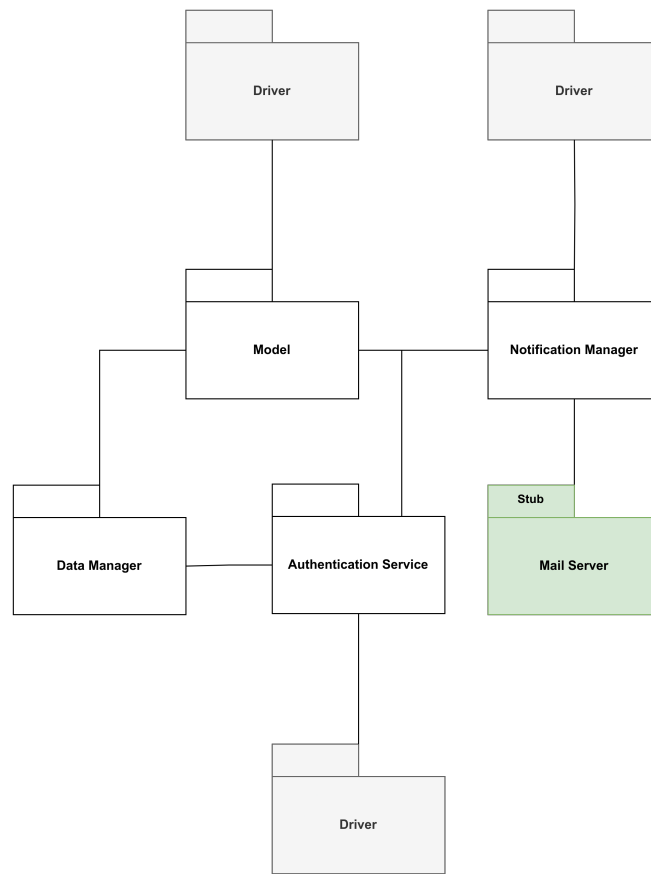 Driver
Driver
Model
Notification Manager
Stub
Data Manager
Authentication Service
Mail Server
Driver